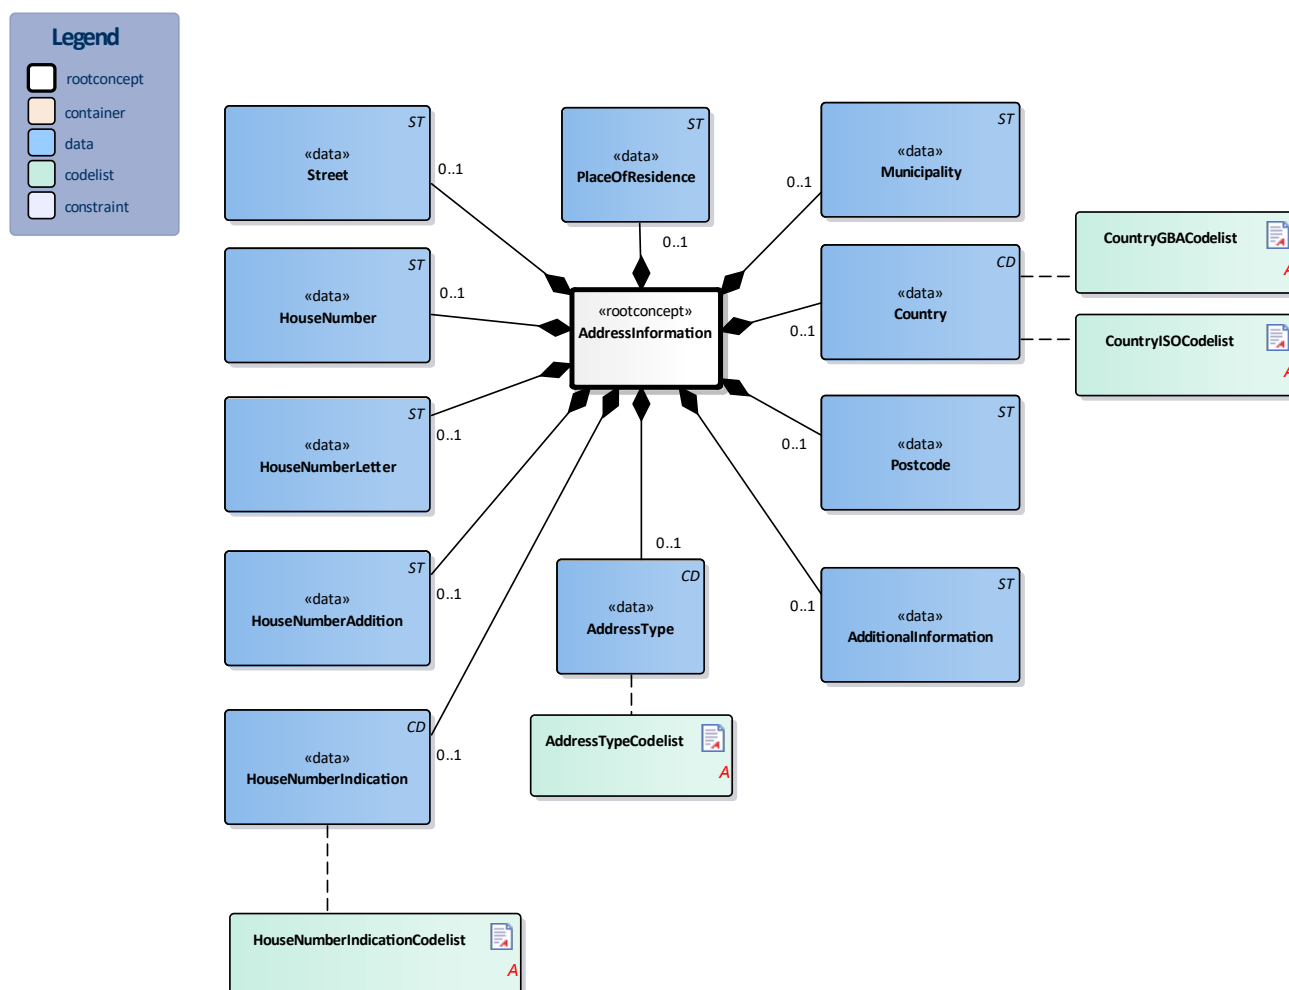 Legend
rootconcept
container
data
codelist
constraint
ST
«data»
Street
0..1
ST
«data»
PlaceOfResidence
0..1
ST
«data»
Municipality
0..1
ST
«data»
HouseNumber
0..1
«rootconcept»
AddressInformation
CD
«data»
Country
0..1
CountryGBACodelist
A
CountryISOCodelist
A
ST
«data»
HouseNumberLetter
0..1
ST
«data»
Postcode
0..1
ST
«data»
HouseNumberAddition
0..1
CD
«data»
AddressType
0..1
ST
«data»
AdditionalInformation
0..1
CD
«data»
HouseNumberIndication
0..1
AddressTypeCodelist
A
HouseNumberIndicationCodelist
A